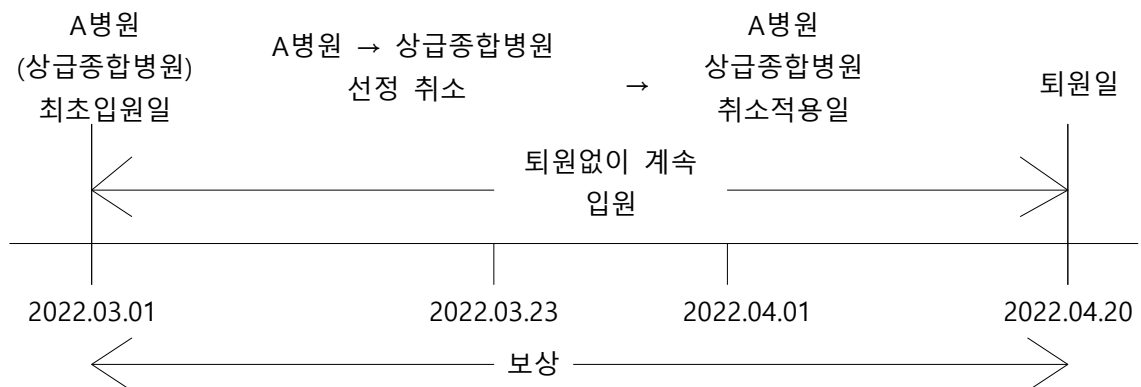 A병원
(상급종합병원)
최초입원일
A병원 → 상급종합병원
선정 취소
→
A병원
상급종합병원
취소적용일
퇴원일
퇴원없이 계속
입원
2022.03.01
2022.03.23
2022.04.01
2022.04.20
보상